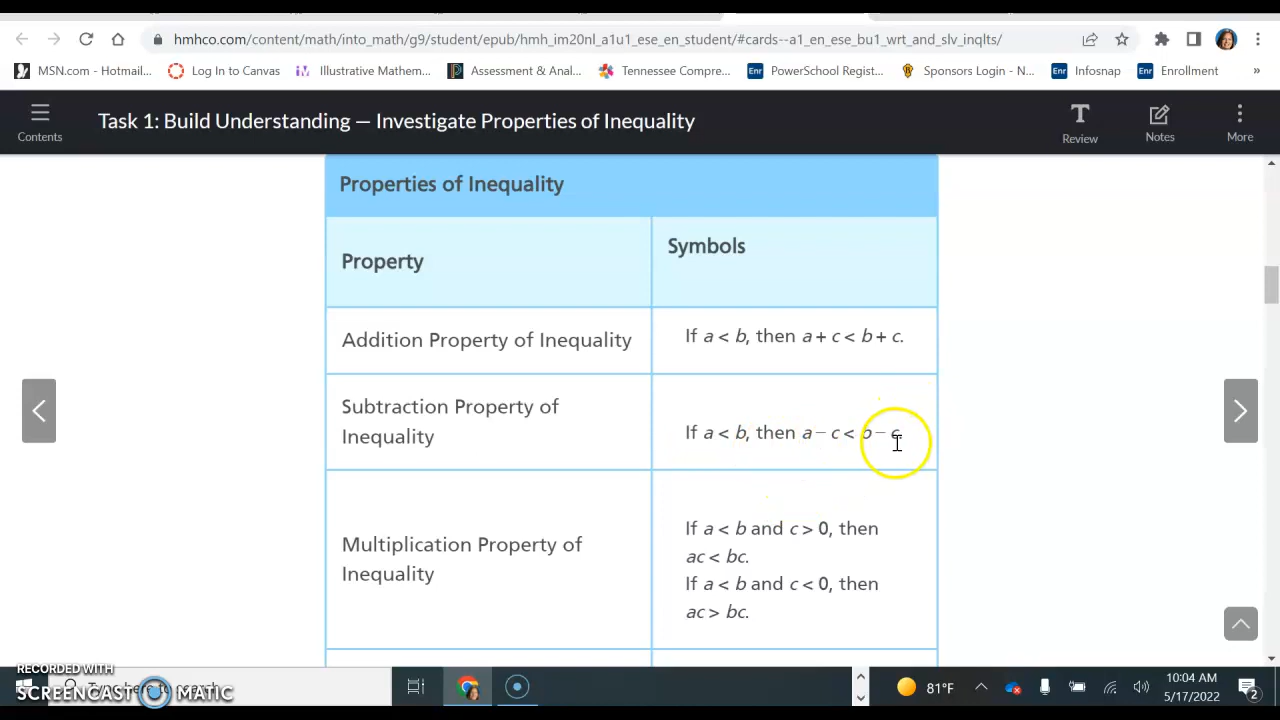 hmhco.com/content/math/into_math/g9/student/epub/hmh_im20nl_a1u1_ese_en_student/#cards--a1_en_ese_bu1_wrt_and_slv_inqlts/
MSN.com - Hotmail... Log In to Canvas Illustrative Mathem... Assessment & Anal... Tennessee Compre... Enr PowerSchool Regist... Sponsors Login - N... Enr Infosnap Enr Enrollment »
Contents
Task 1: Build Understanding — Investigate Properties of Inequality
T Review Notes More
Properties of Inequality
Property Symbols
Addition Property of Inequality If a < b, then a + c < b + c.
Subtraction Property of
Inequality
If a < b, then a − c < b − c.
Multiplication Property of
Inequality
If a < b and c > 0, then
ac < bc.
If a < b and c < 0, then
ac > bc.
RECORDED WITH
SCREENCAST MATIC
81°F
10:04 AM
5/17/2022
2